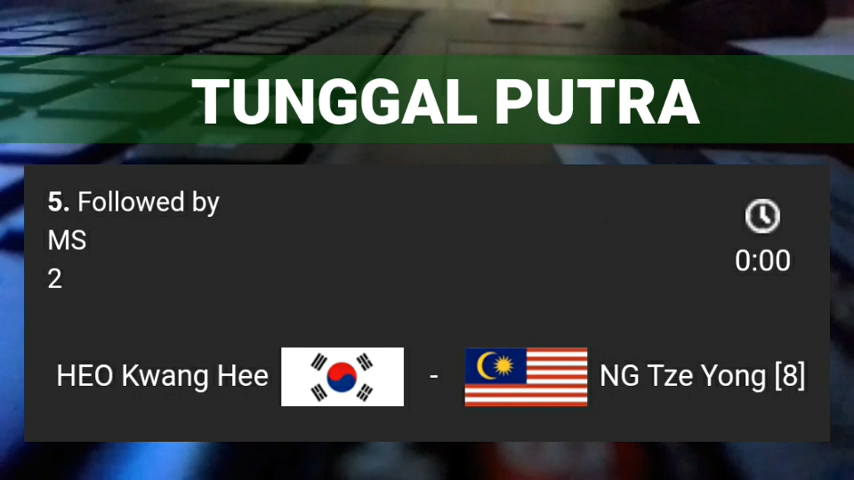 TUNGGAL PUTRA
5. Followed by
MS
2
0:00
HEO Kwang Hee - NG Tze Yong [8]